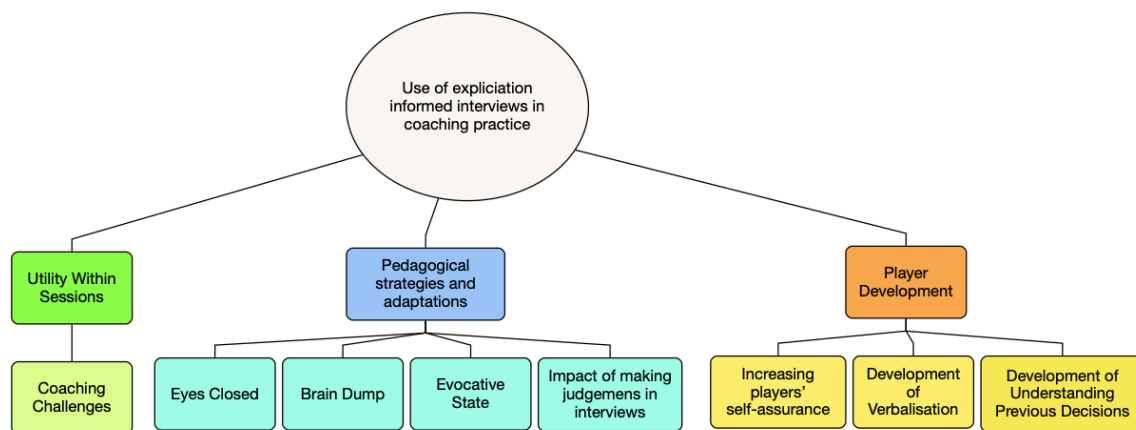 Use of expliciation
informed interviews in
coaching practice
Utility Within
Sessions
Pedagogical
strategies and
adaptations
Player
Development
Coaching
Challenges
Eyes Closed
Brain Dump
Evocative
State
Impact of making
judgemens in
interviews
Increasing
players'
self-assurance
Development
of
Verbalisation
Development of
Understanding
Previous Decisions